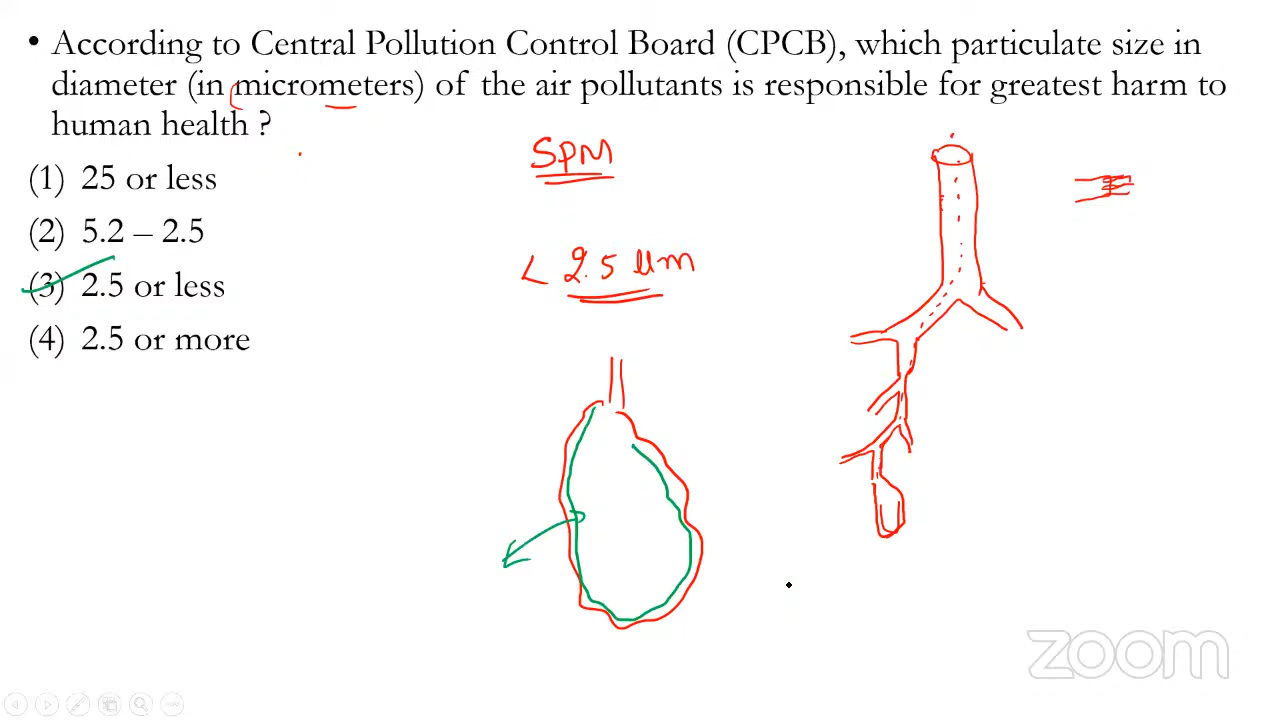 • According to Central Pollution Control Board (CPCB), which particulate size in
diameter (in micrometers) of the air pollutants is responsible for greatest harm to
human health ?
(1) 25 or less
(2) 5.2 – 2.5
(3) 2.5 or less
(4) 2.5 or more
SPM
< 2.5 µm
zoom